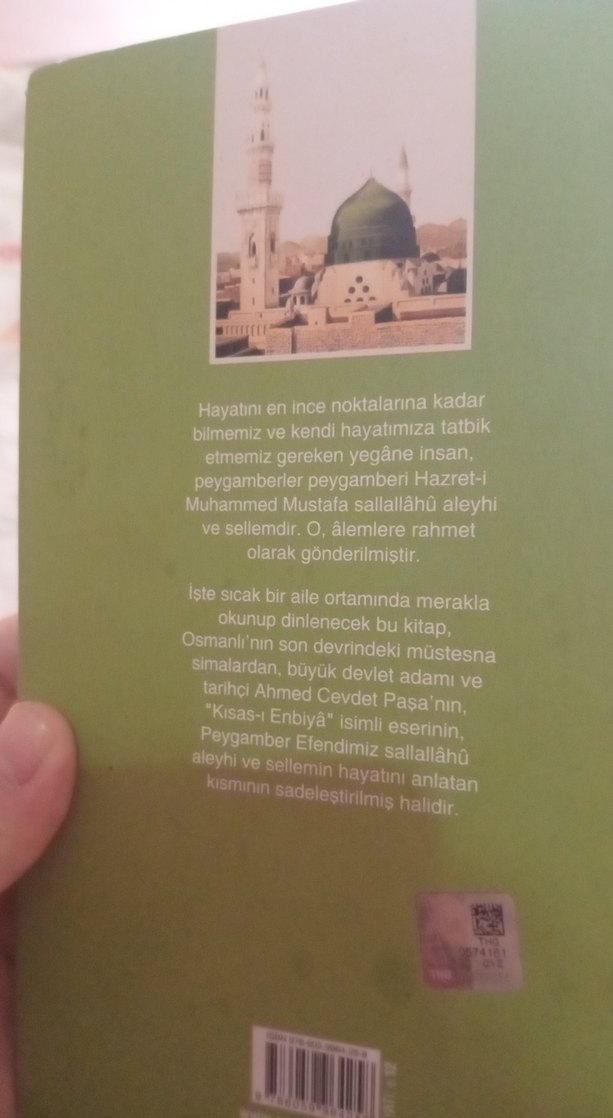 Hayatını en ince noktalarına kadar
bilmemiz ve kendi hayatımıza tatbik
etmemiz gereken yegâne insan,
peygamberler peygamberi Hazret-i
Muhammed Mustafa sallallâhû aleyhi
ve sellemdir. O, âlemlere rahmet
olarak gönderilmiştir.
İşte sıcak bir aile ortamında merakla
okunup dinlenecek bu kitap,
Osmanlı'nın son devrindeki müstesna
simalardan, büyük devlet adamı ve
tarihçi Ahmed Cevdet Paşa'nın,
"Kısas-ı Enbiyâ" isimli eserinin,
Peygamber Efendimiz sallallâhû
aleyhi ve sellemin hayatını anlatan
kısmının sadeleştirilmiş halidir.
THG
0574161